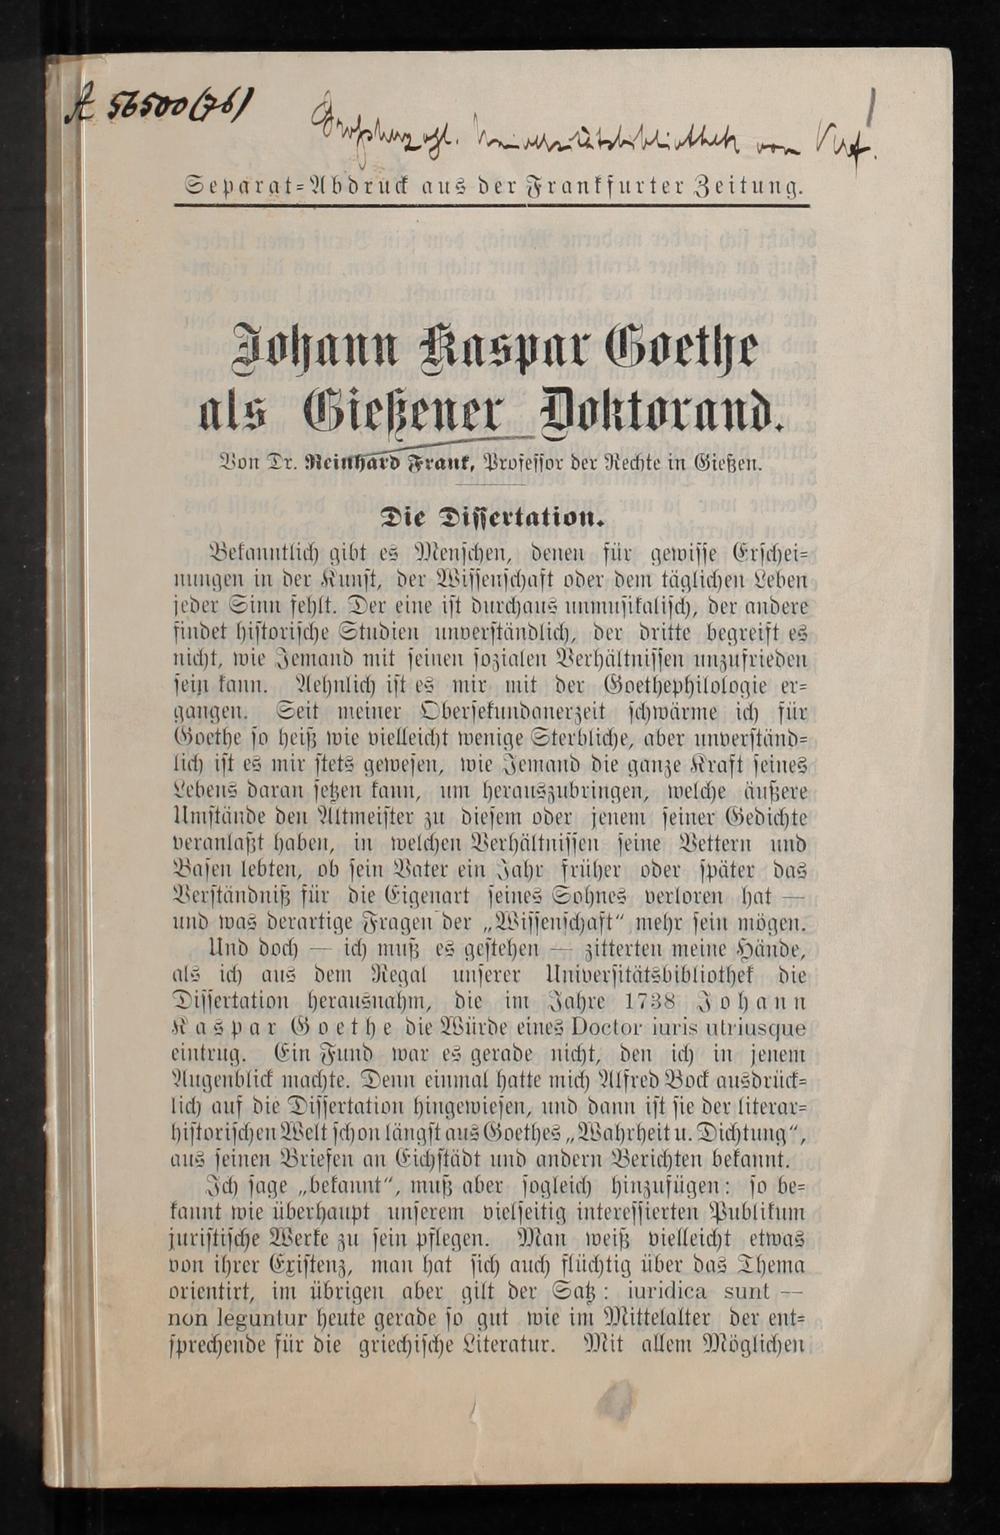 A 56500(76)
1
Großherzogl. Universitätsbibliothek vom Verf.
Separat-Abdruck aus der Frankfurter Zeitung.
Johann Kaspar Goethe
als Gießener Doktorand.
Von Dr. Reinhard Frank, Professor der Rechte in Gießen.
Die Dissertation.
Bekanntlich gibt es Menschen, denen für gewisse Erschei-
nungen in der Kunst, der Wissenschaft oder dem täglichen Leben
jeder Sinn fehlt. Der eine ist durchaus unmusikalisch, der andere
findet historische Studien unverständlich, der dritte begreift es
nicht, wie Jemand mit seinen sozialen Verhältnissen unzufrieden
sein kann. Aehnlich ist es mir mit der Goethephilologie er-
gangen. Seit meiner Obersekundanerzeit schwärme ich für
Goethe so heiß wie vielleicht wenige Sterbliche, aber unverständ-
lich ist es mir stets gewesen, wie Jemand die ganze Kraft seines
Lebens daran setzen kann, um herauszubringen, welche äußere
Umstände den Altmeister zu diesem oder jenem seiner Gedichte
veranlaßt haben, in welchen Verhältnissen seine Vettern und
Basen lebten, ob sein Vater ein Jahr früher oder später das
Verständniß für die Eigenart seines Sohnes verloren hat —
und was derartige Fragen der „Wissenschaft“ mehr sein mögen.
Und doch — ich muß es gestehen — zitterten meine Hände,
als ich aus dem Regal unserer Universitätsbibliothek die
Dissertation herausnahm, die im Jahre 1738 Johann
Kaspar Goethe die Würde eines Doctor iuris utriusque
eintrug. Ein Fund war es gerade nicht, den ich in jenem
Augenblick machte. Denn einmal hatte mich Alfred Bock ausdrück-
lich auf die Dissertation hingewiesen, und dann ist sie der literar-
historischen Welt schon längst aus Goethes „Wahrheit u. Dichtung“,
aus seinen Briefen an Eichstädt und andern Berichten bekannt.
Ich sage „bekannt“, muß aber sogleich hinzufügen: so be-
kannt wie überhaupt unserem vielseitig interessierten Publikum
juristische Werke zu sein pflegen. Man weiß vielleicht etwas
von ihrer Existenz, man hat sich auch flüchtig über das Thema
orientirt, im übrigen aber gilt der Satz: iuridica sunt —
non leguntur heute gerade so gut wie im Mittelalter der ent-
sprechende für die griechische Literatur. Mit allem Möglichen